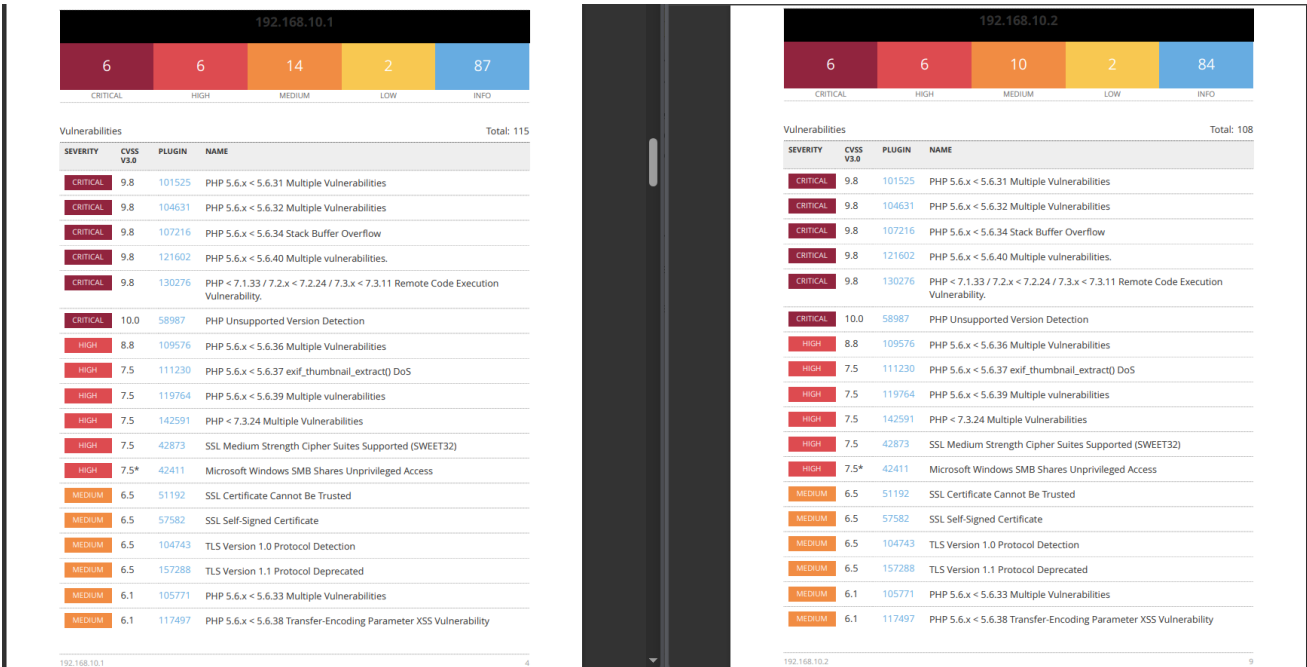 192.168.10.1
6 6 14 2 87
CRITICAL HIGH MEDIUM LOW INFO
Vulnerabilities Total: 115
SEVERITY CVSS V3.0 PLUGIN NAME
CRITICAL 9.8 101525 PHP 5.6.x < 5.6.31 Multiple Vulnerabilities
CRITICAL 9.8 104631 PHP 5.6.x < 5.6.32 Multiple Vulnerabilities
CRITICAL 9.8 107216 PHP 5.6.x < 5.6.34 Stack Buffer Overflow
CRITICAL 9.8 121602 PHP 5.6.x < 5.6.40 Multiple vulnerabilities.
CRITICAL 9.8 130276 PHP < 7.1.33 / 7.2.x < 7.2.24 / 7.3.x < 7.3.11 Remote Code Execution
Vulnerability.
CRITICAL 10.0 58987 PHP Unsupported Version Detection
HIGH 8.8 109576 PHP 5.6.x < 5.6.36 Multiple Vulnerabilities
HIGH 7.5 111230 PHP 5.6.x < 5.6.37 exif_thumbnail_extract() DoS
HIGH 7.5 119764 PHP 5.6.x < 5.6.39 Multiple vulnerabilities
HIGH 7.5 142591 PHP < 7.3.24 Multiple Vulnerabilities
HIGH 7.5 42873 SSL Medium Strength Cipher Suites Supported (SWEET32)
HIGH 7.5* 42411 Microsoft Windows SMB Shares Unprivileged Access
MEDIUM 6.5 51192 SSL Certificate Cannot Be Trusted
MEDIUM 6.5 57582 SSL Self-Signed Certificate
MEDIUM 6.5 104743 TLS Version 1.0 Protocol Detection
MEDIUM 6.5 157288 TLS Version 1.1 Protocol Deprecated
MEDIUM 6.1 105771 PHP 5.6.x < 5.6.33 Multiple Vulnerabilities
MEDIUM 6.1 117497 PHP 5.6.x < 5.6.38 Transfer-Encoding Parameter XSS Vulnerability
192.168.10.1 4
192.168.10.2
6 6 10 2 84
CRITICAL HIGH MEDIUM LOW INFO
Vulnerabilities Total: 108
SEVERITY CVSS V3.0 PLUGIN NAME
CRITICAL 9.8 101525 PHP 5.6.x < 5.6.31 Multiple Vulnerabilities
CRITICAL 9.8 104631 PHP 5.6.x < 5.6.32 Multiple Vulnerabilities
CRITICAL 9.8 107216 PHP 5.6.x < 5.6.34 Stack Buffer Overflow
CRITICAL 9.8 121602 PHP 5.6.x < 5.6.40 Multiple vulnerabilities.
CRITICAL 9.8 130276 PHP < 7.1.33 / 7.2.x < 7.2.24 / 7.3.x < 7.3.11 Remote Code Execution
Vulnerability.
CRITICAL 10.0 58987 PHP Unsupported Version Detection
HIGH 8.8 109576 PHP 5.6.x < 5.6.36 Multiple Vulnerabilities
HIGH 7.5 111230 PHP 5.6.x < 5.6.37 exif_thumbnail_extract() DoS
HIGH 7.5 119764 PHP 5.6.x < 5.6.39 Multiple vulnerabilities
HIGH 7.5 142591 PHP < 7.3.24 Multiple Vulnerabilities
HIGH 7.5 42873 SSL Medium Strength Cipher Suites Supported (SWEET32)
HIGH 7.5* 42411 Microsoft Windows SMB Shares Unprivileged Access
MEDIUM 6.5 51192 SSL Certificate Cannot Be Trusted
MEDIUM 6.5 57582 SSL Self-Signed Certificate
MEDIUM 6.5 104743 TLS Version 1.0 Protocol Detection
MEDIUM 6.5 157288 TLS Version 1.1 Protocol Deprecated
MEDIUM 6.1 105771 PHP 5.6.x < 5.6.33 Multiple Vulnerabilities
MEDIUM 6.1 117497 PHP 5.6.x < 5.6.38 Transfer-Encoding Parameter XSS Vulnerability
192.168.10.2 9